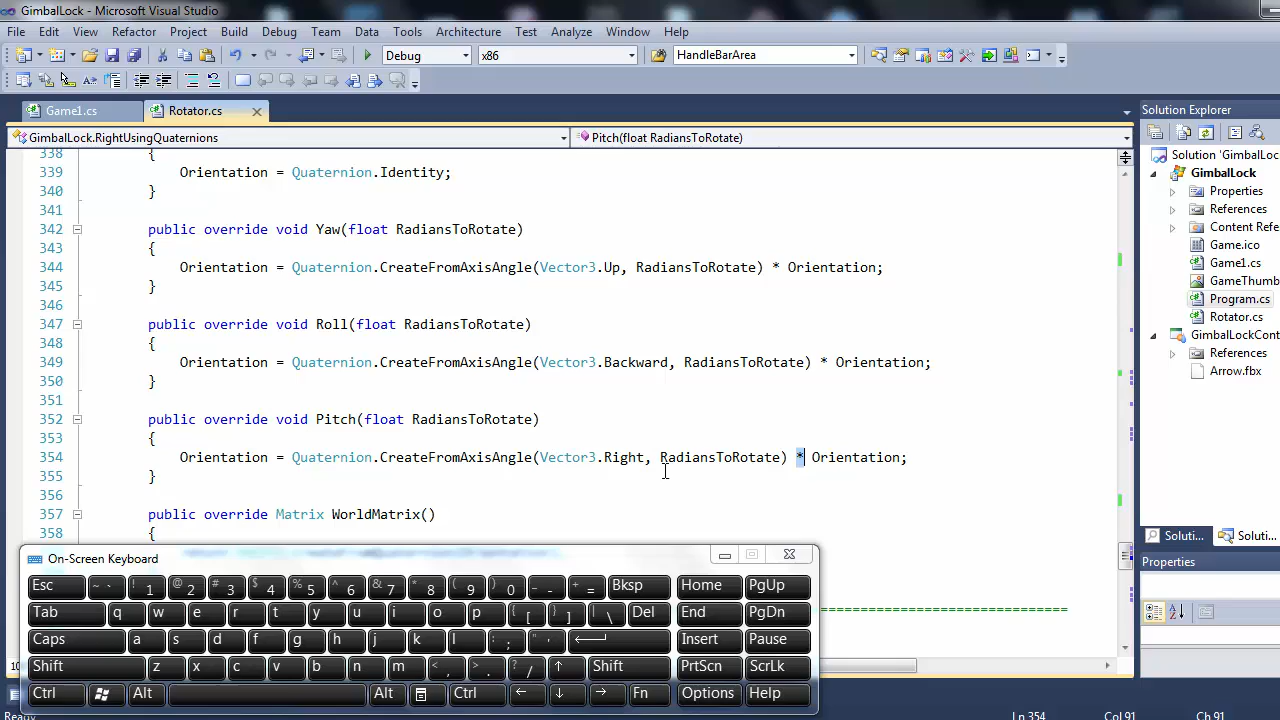 GimbalLock - Microsoft Visual Studio
File Edit View Refactor Project Build Debug Team Data Tools Architecture Test Analyze Window Help
Debug x86 HandleBarArea
Game1.cs Rotator.cs
Solution Explorer
GimbalLock.RightUsingQuaternions Pitch(float RadiansToRotate)
338 {
339 Orientation = Quaternion.Identity;
340 }
341
342 public override void Yaw(float RadiansToRotate)
343 {
344 Orientation = Quaternion.CreateFromAxisAngle(Vector3.Up, RadiansToRotate) * Orientation;
345 }
346
347 public override void Roll(float RadiansToRotate)
348 {
349 Orientation = Quaternion.CreateFromAxisAngle(Vector3.Backward, RadiansToRotate) * Orientation;
350 }
351
352 public override void Pitch(float RadiansToRotate)
353 {
354 Orientation = Quaternion.CreateFromAxisAngle(Vector3.Right, RadiansToRotate) * Orientation;
355 }
356
357 public override Matrix WorldMatrix()
358 {
Solution 'GimbalLo
GimbalLock
Properties
References
Content Refe
Game.ico
Game1.cs
GameThumb
Program.cs
Rotator.cs
GimbalLockCont
References
Arrow.fbx
Soluti... Soluti...
Properties
On-Screen Keyboard
Esc ~ ` ! 1 @ 2 # 3 $ 4 % 5 ^ 6 & 7 * 8 ( 9 ) 0 _ - + = Bksp Home PgUp
Tab q w e r t y u i o p { [ } ] | \ Del End PgDn
Caps a s d f g h j k l : ; " ' Insert Pause
Shift z x c v b n m < , > . ? / ↑ Shift PrtScn ScrLk
Ctrl Alt Alt Ctrl ← ↓ → Fn Options Help
Ready Ln 354 Col 91 Ch 91